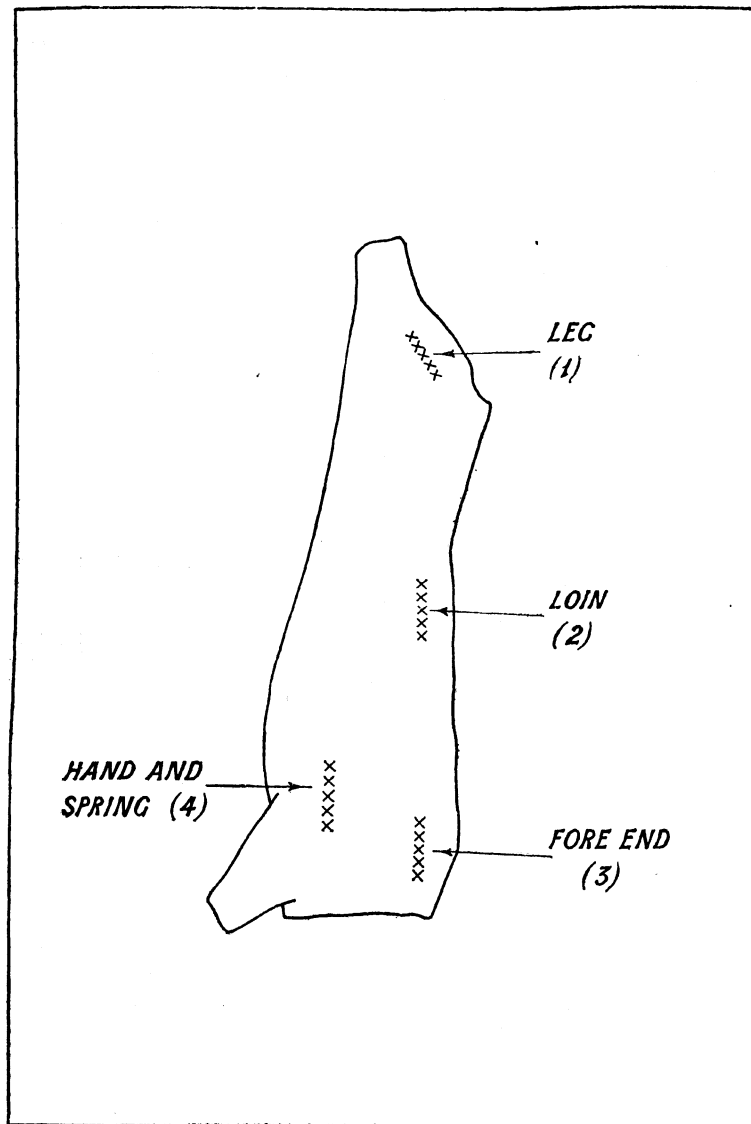 LEG
(1)
LOIN
(2)
HAND AND
SPRING (4)
FORE END
(3)